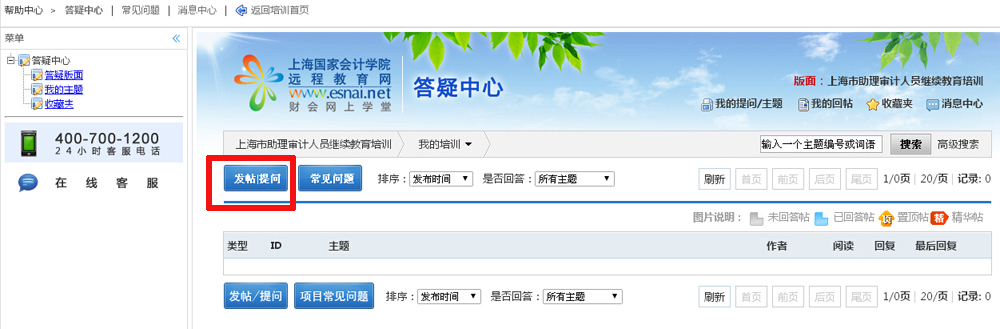 帮助中心 > 答疑中心 | 常见问题 | 消息中心 | 返回培训首页
菜单 «
答疑中心
答疑版面
我的主题
收藏夹
400-700-1200
24小时客服电话
在线客服
上海国家会计学院
远程教育网
www.esnai.net
财会网上学堂
答疑中心
版面：上海市助理审计人员继续教育培训
我的提问/主题 我的回帖 收藏夹 消息中心
上海市助理审计人员继续教育培训 我的培训 输入一个主题编号或词语 搜索 高级搜索
发帖|提问 常见问题 排序：发布时间 是否回答：所有主题 刷新 首页 前页 后页 尾页 1/0页 | 20/页 | 记录: 0
图片说明： 未回答帖 已回答帖 顶 置顶帖 精 精华帖
类型 ID 主题 作者 阅读 回复 最后回复
发帖/提问 项目常见问题 排序：发布时间 是否回答：所有主题 刷新 首页 前页 后页 尾页 1/0页 | 20/页 | 记录: 0